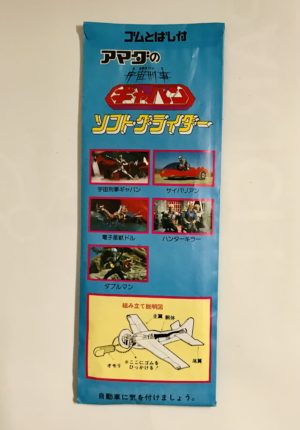 ゴムとばし付
アマダの
宇宙刑事
ギャバン
ソフトグライダー
宇宙刑事ギャバン
サイバリアン
電子星獣ドル
ハンターキラー
ダブルマン
組み立て説明図
主翼
胴体
尾翼
オモリ
※ここにゴムを
ひっかける!
自動車に気を付けましょう。